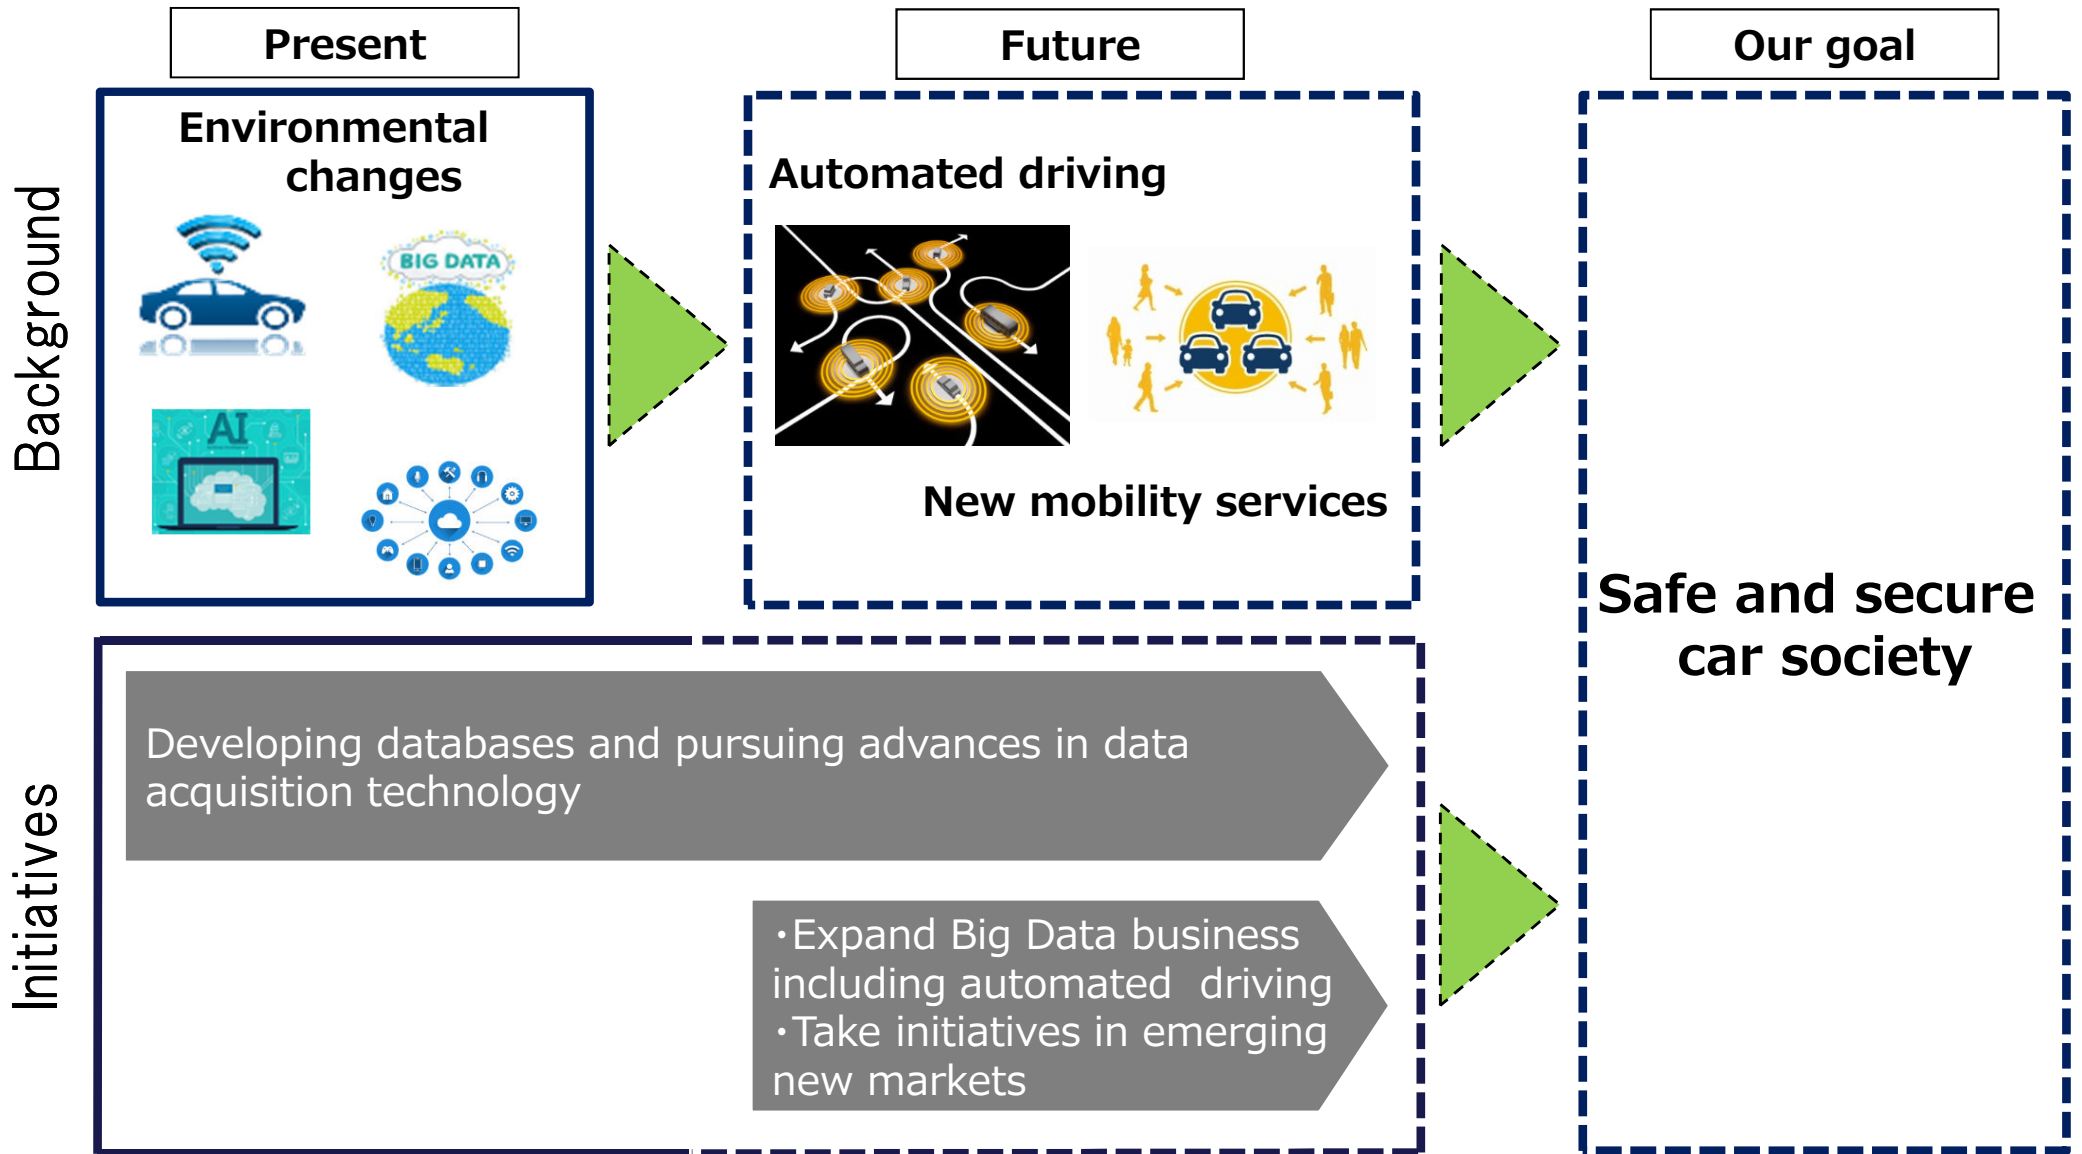 Present
Future
Our goal
Background
Environmental
changes
BIG DATA
AI
Automated driving
New mobility services
Safe and secure
car society
Initiatives
Developing databases and pursuing advances in data
acquisition technology
・Expand Big Data business
including automated driving
・Take initiatives in emerging
new markets